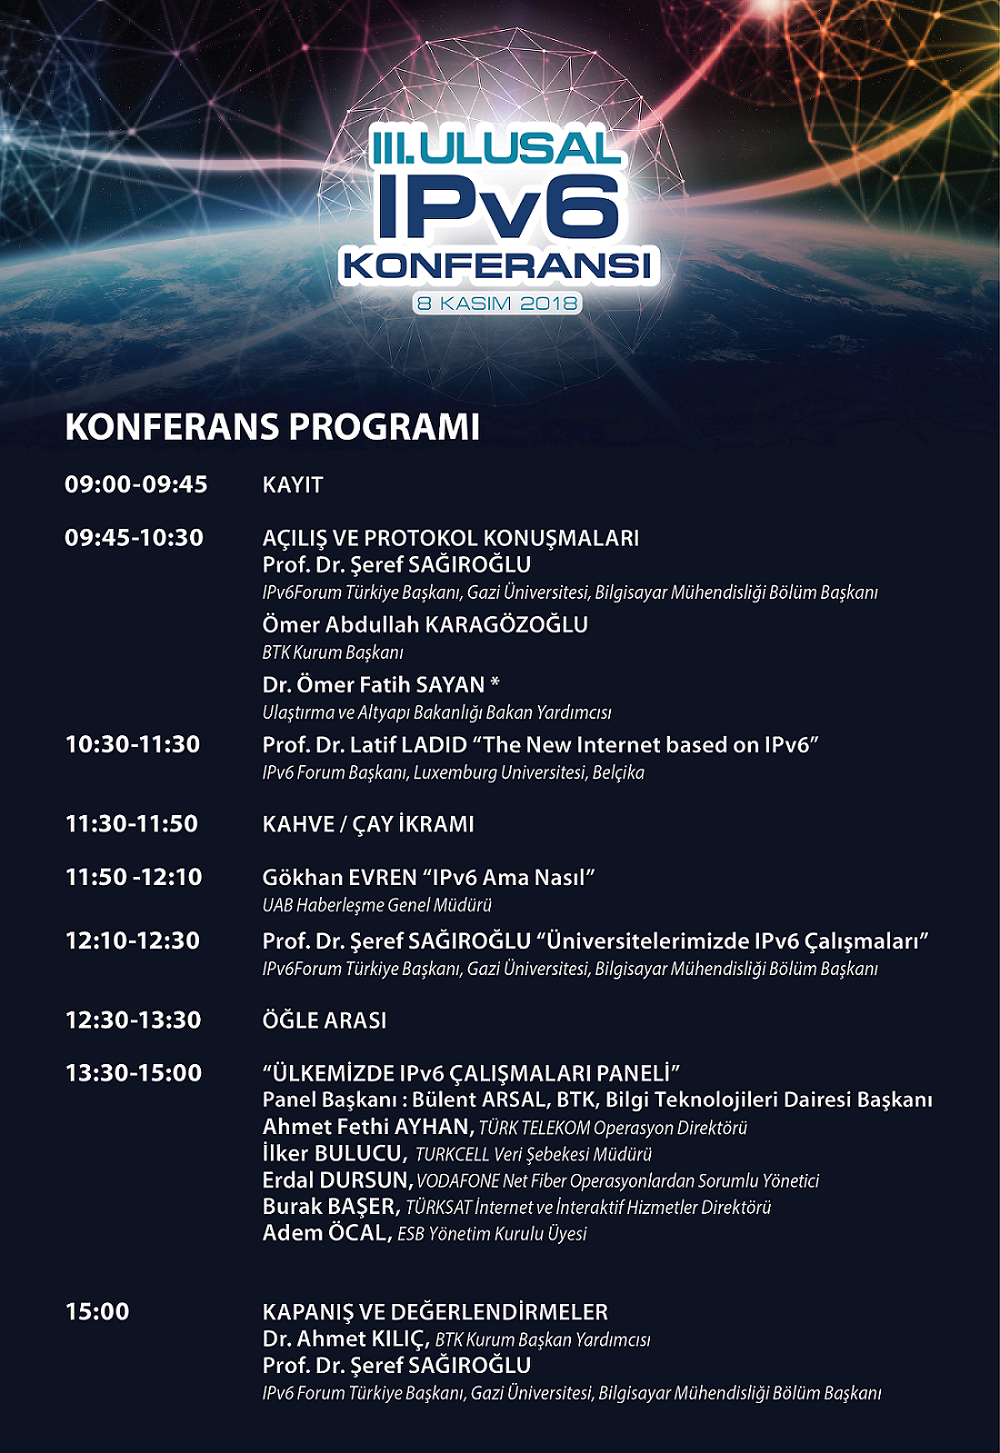 III.ULUSAL
IPv6
KONFERANSI
8 KASIM 2018
KONFERANS PROGRAMI
09:00-09:45 KAYIT
09:45-10:30 AÇILIŞ VE PROTOKOL KONUŞMALARI
Prof. Dr. Şeref SAĞIROĞLU
IPv6Forum Türkiye Başkanı, Gazi Üniversitesi, Bilgisayar Mühendisliği Bölüm Başkanı
Ömer Abdullah KARAGÖZOĞLU
BTK Kurum Başkanı
Dr. Ömer Fatih SAYAN *
Ulaştırma ve Altyapı Bakanlığı Bakan Yardımcısı
10:30-11:30 Prof. Dr. Latif LADID “The New Internet based on IPv6”
IPv6 Forum Başkanı, Luxemburg Universitesi, Belçika
11:30-11:50 KAHVE / ÇAY İKRAMI
11:50 -12:10 Gökhan EVREN “IPv6 Ama Nasıl”
UAB Haberleşme Genel Müdürü
12:10-12:30 Prof. Dr. Şeref SAĞIROĞLU “Üniversitelerimizde IPv6 Çalışmaları”
IPv6Forum Türkiye Başkanı, Gazi Üniversitesi, Bilgisayar Mühendisliği Bölüm Başkanı
12:30-13:30 ÖĞLE ARASI
13:30-15:00 “ÜLKEMİZDE IPv6 ÇALIŞMALARI PANELİ”
Panel Başkanı : Bülent ARSAL, BTK, Bilgi Teknolojileri Dairesi Başkanı
Ahmet Fethi AYHAN, TÜRK TELEKOM Operasyon Direktörü
İlker BULUCU, TURKCELL Veri Şebekesi Müdürü
Erdal DURSUN, VODAFONE Net Fiber Operasyonlardan Sorumlu Yönetici
Burak BAŞER, TÜRKSAT İnternet ve İnteraktif Hizmetler Direktörü
Adem ÖCAL, ESB Yönetim Kurulu Üyesi
15:00 KAPANIŞ VE DEĞERLENDİRMELER
Dr. Ahmet KILIÇ, BTK Kurum Başkan Yardımcısı
Prof. Dr. Şeref SAĞIROĞLU
IPv6 Forum Türkiye Başkanı, Gazi Üniversitesi, Bilgisayar Mühendisliği Bölüm Başkanı